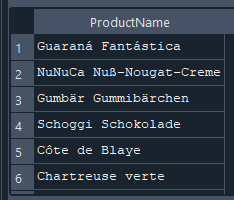 ProductName
1 Guaraná Fantástica
2 NuNuCa Nuß-Nougat-Creme
3 Gumbär Gummibärchen
4 Schoggi Schokolade
5 Côte de Blaye
6 Chartreuse verte